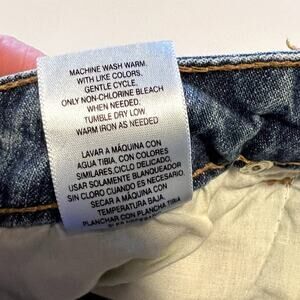 MACHINE WASH WARM,
WITH LIKE COLORS,
GENTLE CYCLE,
ONLY NON-CHLORINE BLEACH
WHEN NEEDED,
TUMBLE DRY LOW
WARM IRON AS NEEDED
LAVAR A MÁQUINA CON
AGUA TIBIA, CON COLORES
SIMILARES,CICLO DELICADO,
USAR SOLAMENTE BLANQUEADOR
SIN CLORO CUANDO ES NECESARIO.
SECAR A MÁQUINA A
TEMPERATURA BAJA,
PLANCHAR CON PLANCHA TIBIA